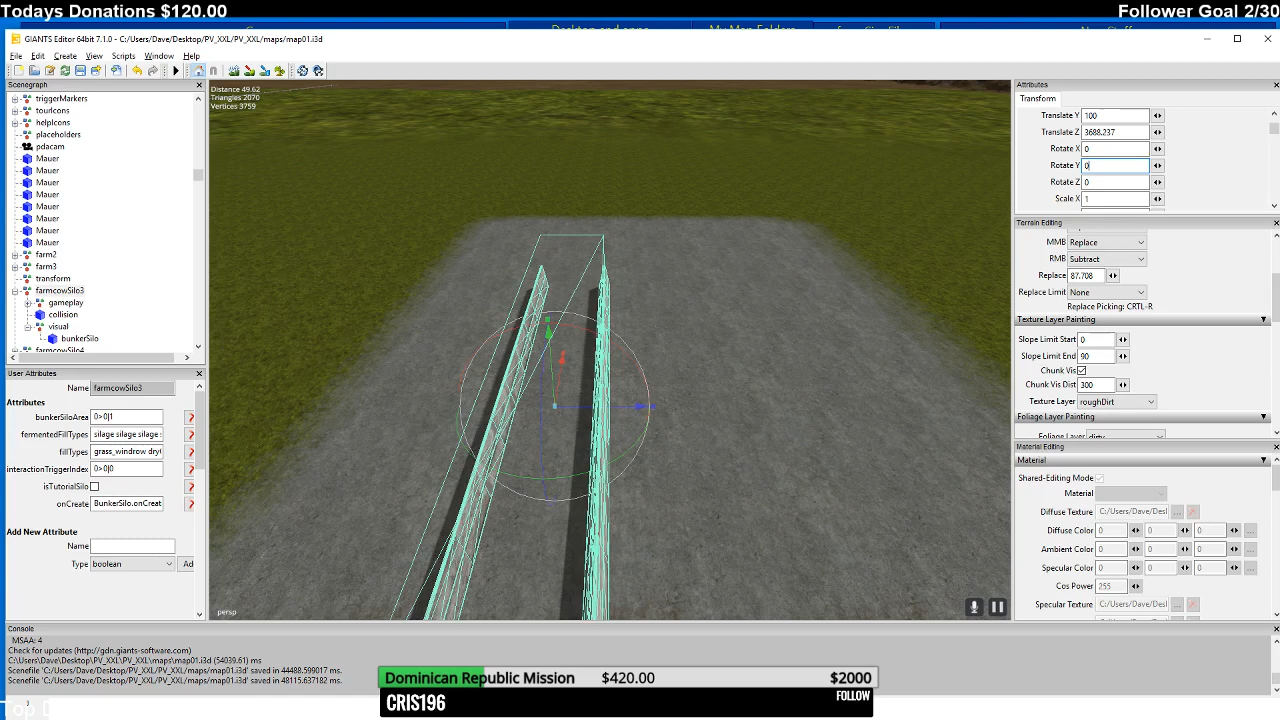 Todays Donations $120.00
Follower Goal 2/30
GIANTS Editor 64bit 7.1.0 - C:/Users/Dave/Desktop/PV_XXL/PV_XXL/maps/map01.i3d
File Edit Create View Scripts Window Help
Scenegraph
triggerMarkers
tourIcons
helpIcons
placeholders
pdacam
Mauer
Mauer
Mauer
Mauer
Mauer
Mauer
Mauer
Mauer
farm2
farm3
transform
farmcowSilo3
gameplay
collision
visual
bunkerSilo
farmcowSilo4
User Attributes
Name farmcowSilo3
Attributes
bunkerSiloArea 0>0|1
fermentedFillTypes silage silage silage
fillTypes grass_windrow
interactionTriggerIndex 0>0|0
isTutorialSilo
onCreate BunkerSilo.onCreat
Add New Attribute
Name
Type boolean Ad
Distance 49.62
Triangles 2070
Vertices 3759
persp
Attributes
Transform
Translate Y 100
Translate Z 3688.237
Rotate X 0
Rotate Y 0
Rotate Z 0
Scale X 1
Terrain Editing
MMB Replace
RMB Subtract
Replace 87.708
Replace Limit None
Replace Picking: CRTL-R
Texture Layer Painting
Slope Limit Start 0
Slope Limit End 90
Chunk Vis
Chunk Vis Dist 300
Texture Layer roughDirt
Foliage Layer Painting
Foliage Layer dirty
Material Editing
Material
Shared-Editing Mode
Material
Diffuse Texture C:/Users/Dave/Desl
Diffuse Color 0 0 0
Ambient Color 0 0 0
Specular Color 0 0 0
Cos Power 255
Specular Texture C:/Users/Dave/Desl
Console
MSAA: 4
Check for updates (http://gdn.giants-software.com)
C:\Users\Dave\Desktop\PV_XXL\PV_XXL\maps\map01.i3d (54039.61) ms
Scenefile 'C:/Users/Dave/Desktop/PV_XXL/PV_XXL/maps/map01.i3d' saved in 44488.599017 ms.
Scenefile 'C:/Users/Dave/Desktop/PV_XXL/PV_XXL/maps/map01.i3d' saved in 48115.637182 ms.
Dominican Republic Mission $420.00 $2000
CRIS196
FOLLOW